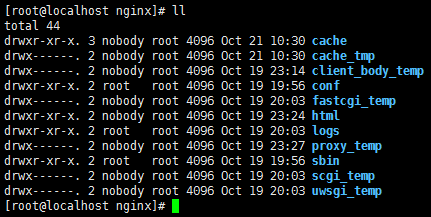 [root@localhost nginx]# ll
total 44
drwxr-xr-x. 3 nobody root 4096 Oct 21 10:30 cache
drwx------. 2 nobody root 4096 Oct 21 10:30 cache_tmp
drwx------. 2 nobody root 4096 Oct 19 23:14 client_body_temp
drwxr-xr-x. 2 root   root 4096 Oct 19 19:56 conf
drwx------. 2 nobody root 4096 Oct 19 20:03 fastcgi_temp
drwxr-xr-x. 2 nobody root 4096 Oct 19 23:24 html
drwxr-xr-x. 2 root   root 4096 Oct 19 20:03 logs
drwx------. 2 nobody root 4096 Oct 19 23:27 proxy_temp
drwxr-xr-x. 2 root   root 4096 Oct 19 19:56 sbin
drwx------. 2 nobody root 4096 Oct 19 20:03 scgi_temp
drwx------. 2 nobody root 4096 Oct 19 20:03 uwsgi_temp
[root@localhost nginx]#